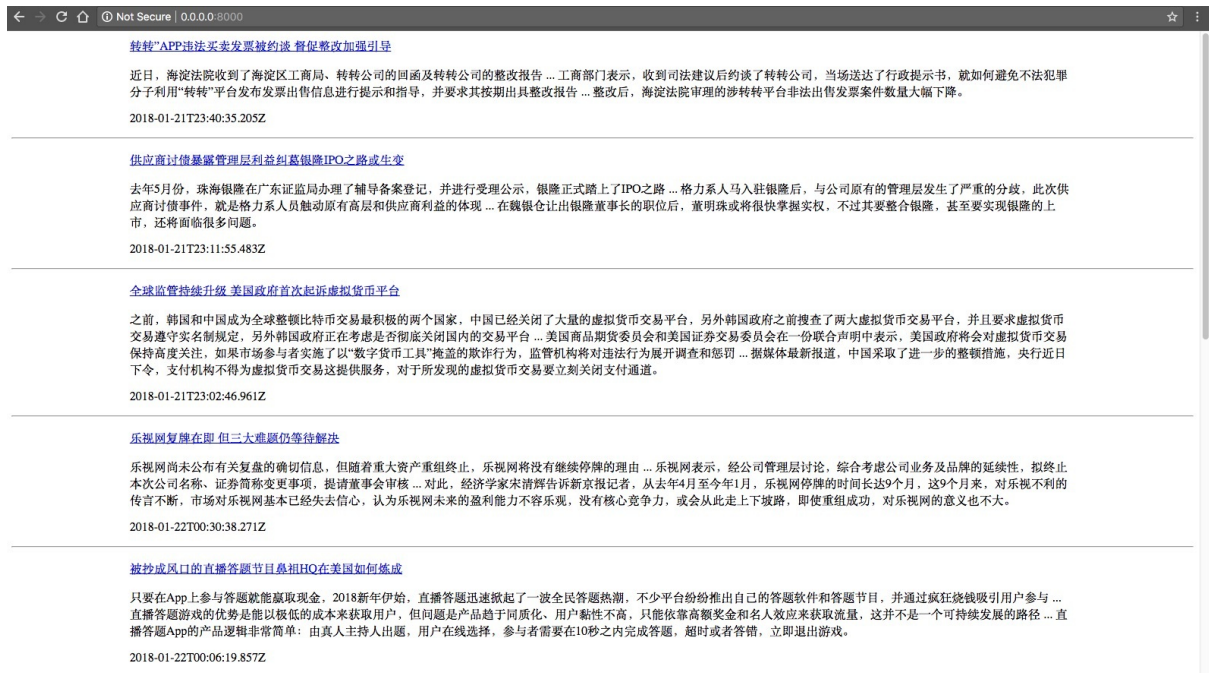 Not Secure | 0.0.0.0:8000
转转”APP违法买卖发票被约谈 督促整改加强引导
近日，海淀法院收到了海淀区工商局、转转公司的回函及转转公司的整改报告 ... 工商部门表示，收到司法建议后约谈了转转公司，当场送达了行政提示书，就如何避免不法犯罪
分子利用“转转”平台发布发票出售信息进行提示和指导，并要求其按期出具整改报告 ... 整改后，海淀法院审理的涉转转平台非法出售发票案件数量大幅下降。
2018-01-21T23:40:35.205Z
供应商讨债暴露管理层利益纠葛银隆IPO之路或生变
去年5月份，珠海银隆在广东证监局办理了辅导备案登记，并进行受理公示，银隆正式踏上了IPO之路 ... 格力系人马入驻银隆后，与公司原有的管理层发生了严重的分歧，此次供
应商讨债事件，就是格力系人员触动原有高层和供应商利益的体现 ... 在魏银仓让出银隆董事长的职位后，董明珠或将很快掌握实权，不过其要整合银隆，甚至要实现银隆的上
市，还将面临很多问题。
2018-01-21T23:11:55.483Z
全球监管持续升级 美国政府首次起诉虚拟货币平台
之前，韩国和中国成为全球整顿比特币交易最积极的两个国家，中国已经关闭了大量的虚拟货币交易平台，另外韩国政府之前搜查了两大虚拟货币交易平台，并且要求虚拟货币
交易遵守实名制规定，另外韩国政府正在考虑是否彻底关闭国内的交易平台 ... 美国商品期货委员会和美国证券交易委员会在一份联合声明中表示，美国政府将会对虚拟货币交易
保持高度关注，如果市场参与者实施了以“数字货币工具”掩盖的欺诈行为，监管机构将对违法行为展开调查和惩罚 ... 据媒体最新报道，中国采取了进一步的整顿措施，央行近日
下令，支付机构不得为虚拟货币交易这提供服务，对于所发现的虚拟货币交易要立刻关闭支付通道。
2018-01-21T23:02:46.961Z
乐视网复牌在即 但三大难题仍等待解决
乐视网尚未公布有关复盘的确切信息，但随着重大资产重组终止，乐视网将没有继续停牌的理由 ... 乐视网表示，经公司管理层讨论，综合考虑公司业务及品牌的延续性，拟终止
本次公司名称、证券简称变更事项，提请董事会审核 ... 对此，经济学家宋清辉告诉新京报记者，从去年4月至今年1月，乐视网停牌的时间长达9个月，这9个月来，对乐视不利的
传言不断，市场对乐视网基本已经失去信心，认为乐视网未来的盈利能力不容乐观，没有核心竞争力，或会从此走上下坡路，即使重组成功，对乐视网的意义也不大。
2018-01-22T00:30:38.271Z
被抄成风口的直播答题节目鼻祖HQ在美国如何炼成
只要在App上参与答题就能赢取现金，2018新年伊始，直播答题迅速掀起了一波全民答题热潮，不少平台纷纷推出自己的答题软件和答题节目，并通过疯狂烧钱吸引用户参与 ...
直播答题游戏的优势是能以极低的成本来获取用户，但问题是产品趋于同质化、用户黏性不高，只能依靠高额奖金和名人效应来获取流量，这并不是一个可持续发展的路径 ... 直
播答题App的产品逻辑非常简单：由真人主持人出题，用户在线选择，参与者需要在10秒之内完成答题，超时或者答错，立即退出游戏。
2018-01-22T00:06:19.857Z